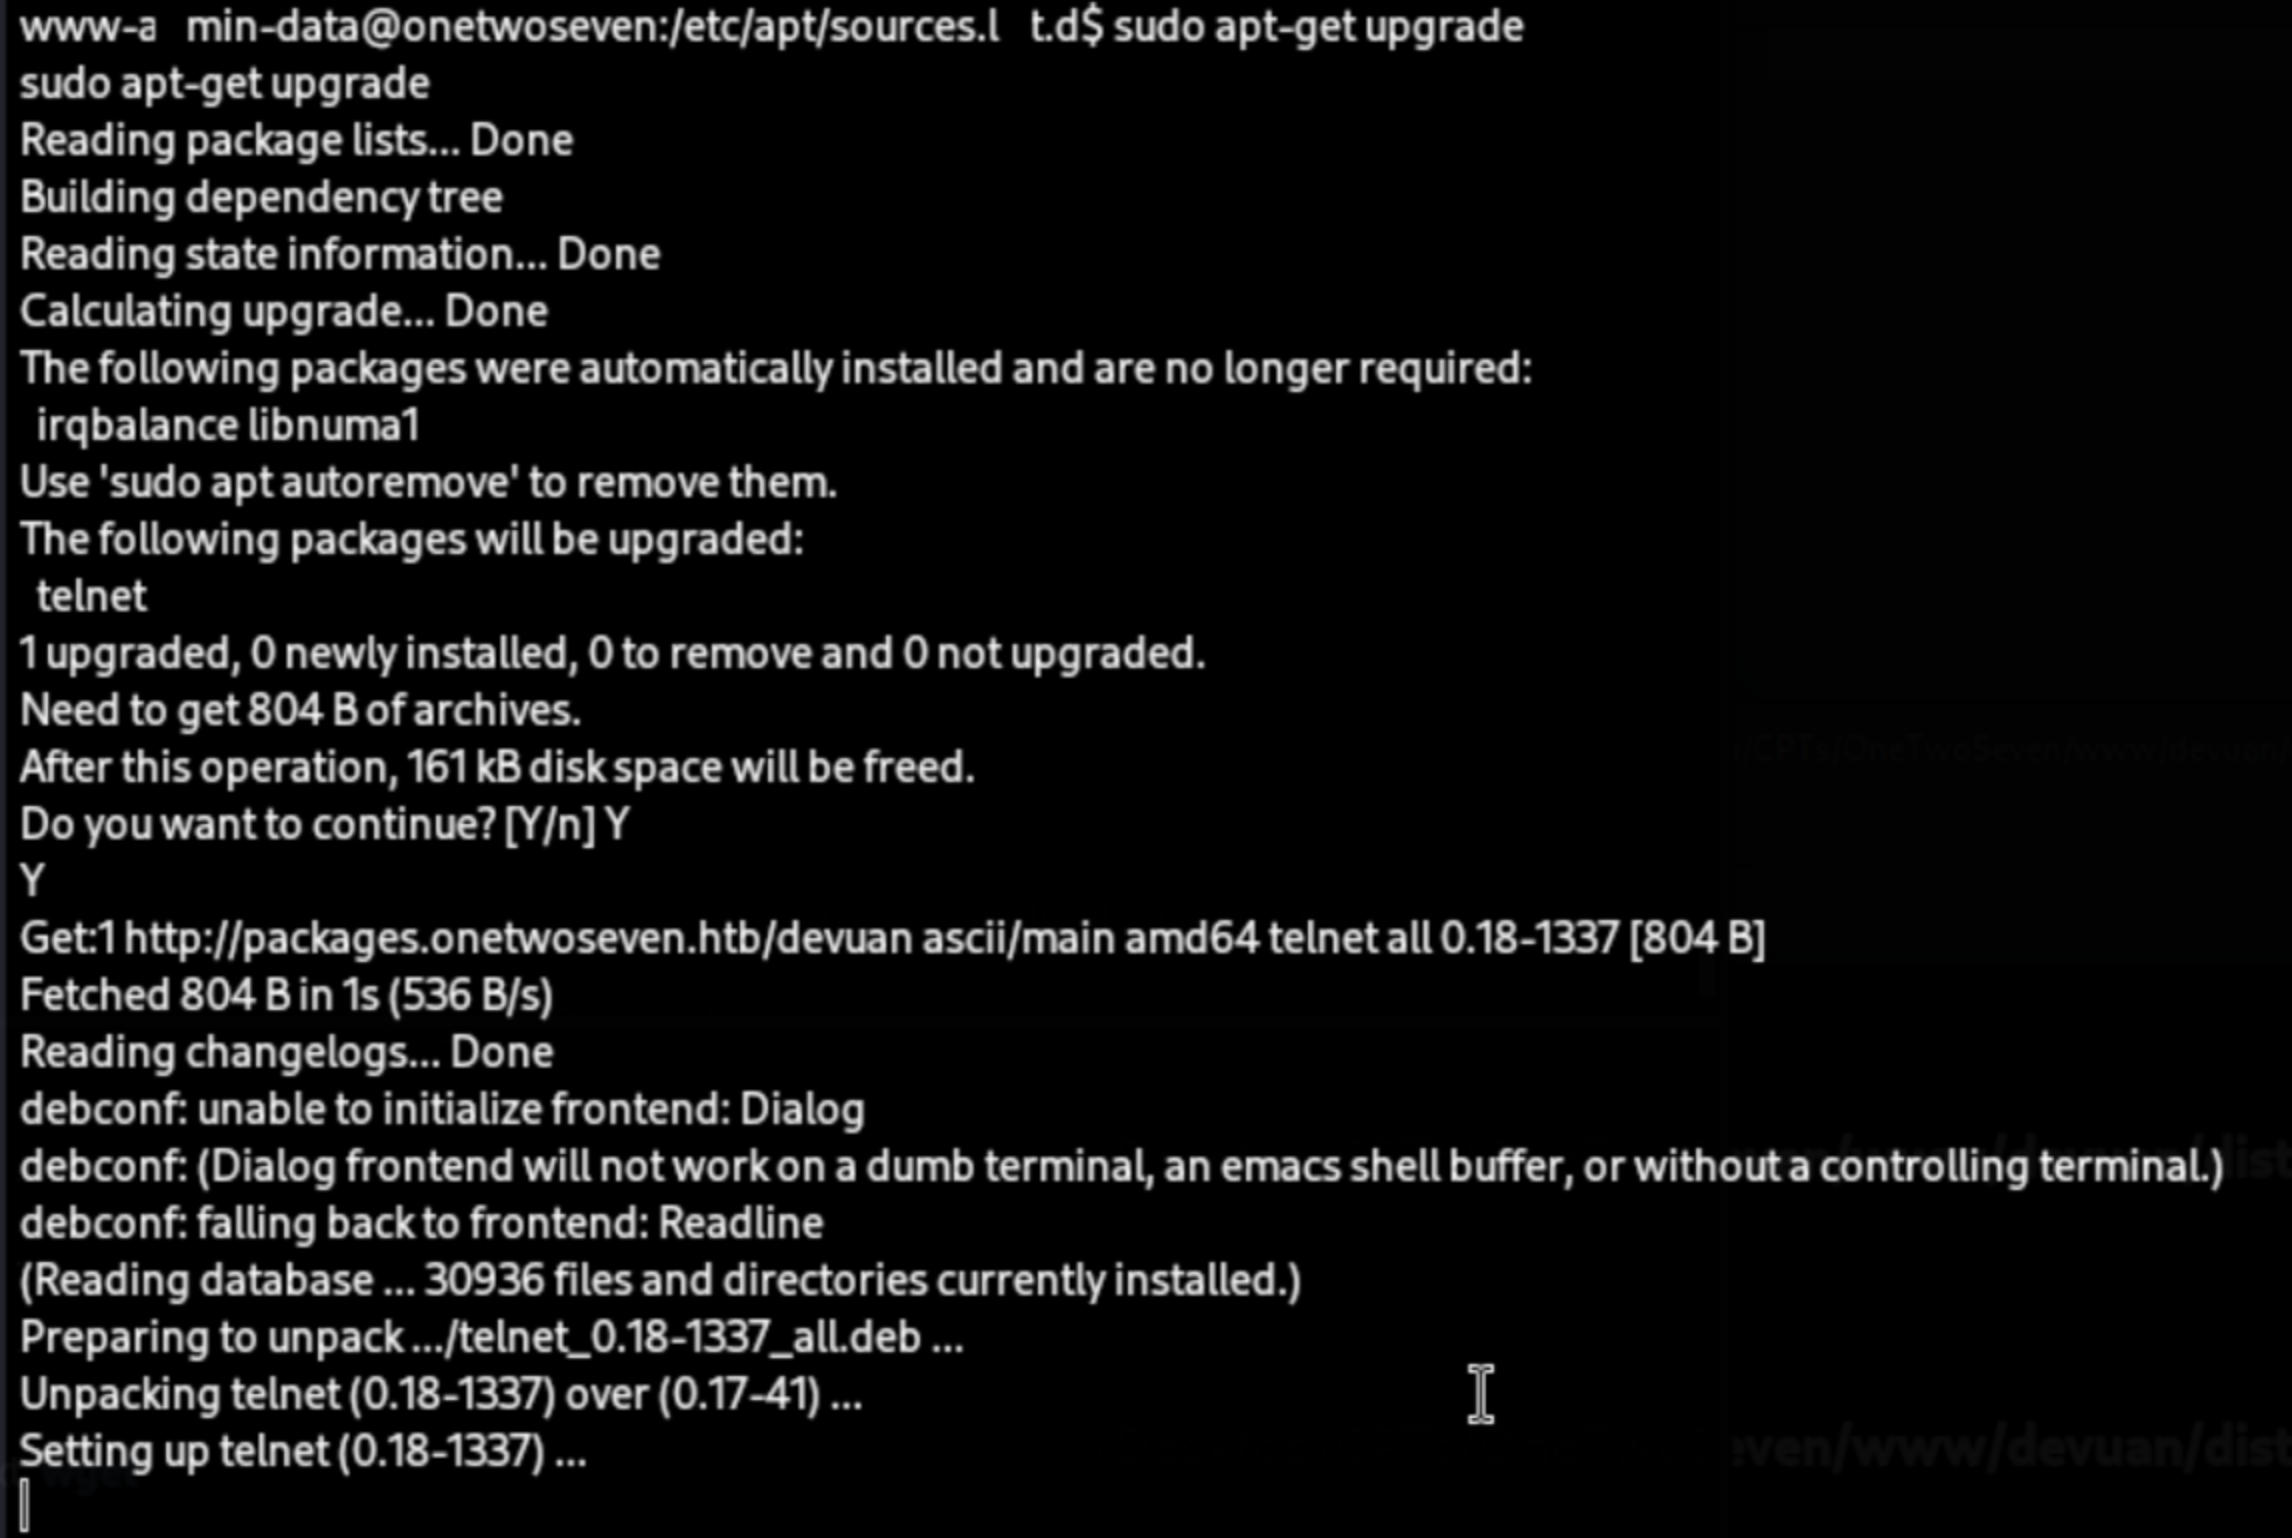 www-a   min-data@onetwoseven:/etc/apt/sources.l   t.d$ sudo apt-get upgrade
sudo apt-get upgrade
Reading package lists... Done
Building dependency tree
Reading state information... Done
Calculating upgrade... Done
The following packages were automatically installed and are no longer required:
  irqbalance libnuma1
Use 'sudo apt autoremove' to remove them.
The following packages will be upgraded:
  telnet
1 upgraded, 0 newly installed, 0 to remove and 0 not upgraded.
Need to get 804 B of archives.
/CPTs/OneTwoSeven/www/devuan
After this operation, 161 kB disk space will be freed.
Do you want to continue? [Y/n] Y
Y
Get:1 http://packages.onetwoseven.htb/devuan ascii/main amd64 telnet all 0.18-1337 [804 B]
Fetched 804 B in 1s (536 B/s)
Reading changelogs... Done
debconf: unable to initialize frontend: Dialog
debconf: (Dialog frontend will not work on a dumb terminal, an emacs shell buffer, or without a controlling terminal.)
debconf: falling back to frontend: Readline
(Reading database ... 30936 files and directories currently installed.)
Preparing to unpack .../telnet_0.18-1337_all.deb ...
Unpacking telnet (0.18-1337) over (0.17-41) ...
Setting up telnet (0.18-1337) ...
even/www/devuan/dist